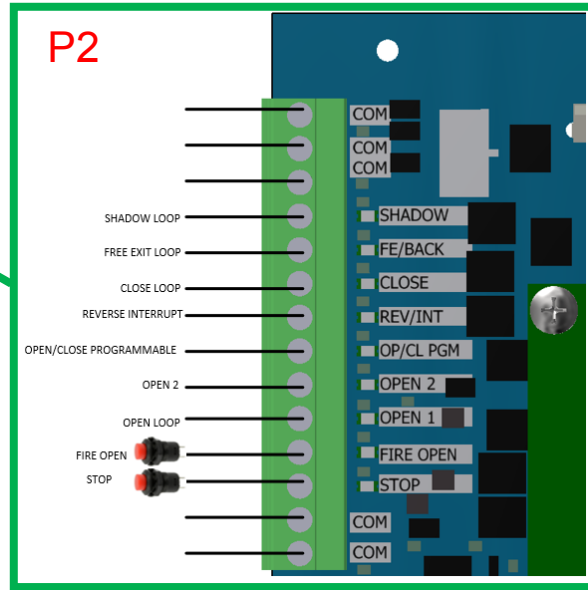 P2
COM
COM
COM
SHADOW LOOP SHADOW
FREE EXIT LOOP FE/BACK
CLOSE LOOP CLOSE
REVERSE INTERRUPT REV/INT
OPEN/CLOSE PROGRAMMABLE OP/CL PGM
OPEN 2 OPEN 2
OPEN LOOP OPEN 1
FIRE OPEN FIRE OPEN
STOP STOP
COM
COM